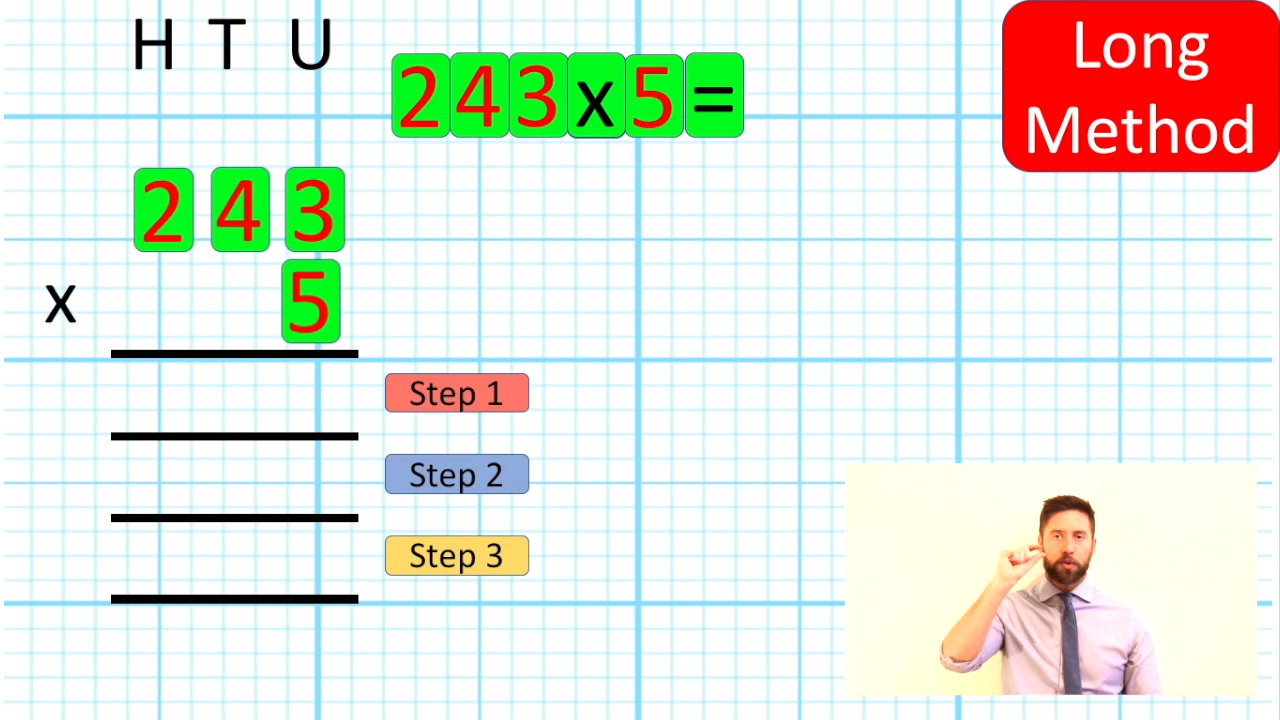 H T U
243x5=
Long
Method
2 4 3
x 5
Step 1
Step 2
Step 3